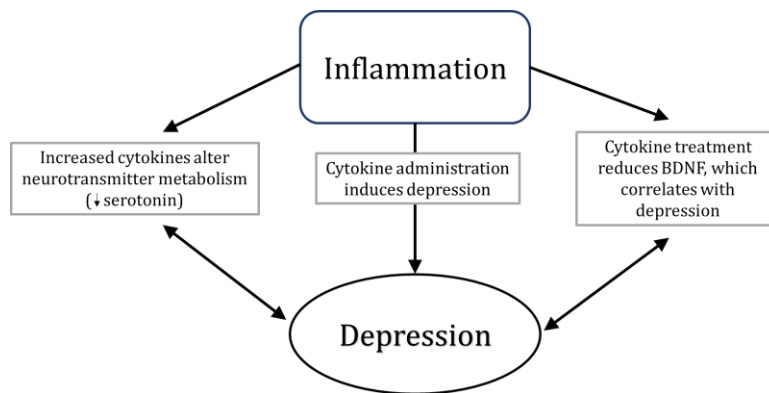 Inflammation
Increased cytokines alter
neurotransmitter metabolism
(↓ serotonin)
Cytokine administration
induces depression
Cytokine treatment
reduces BDNF, which
correlates with
depression
Depression